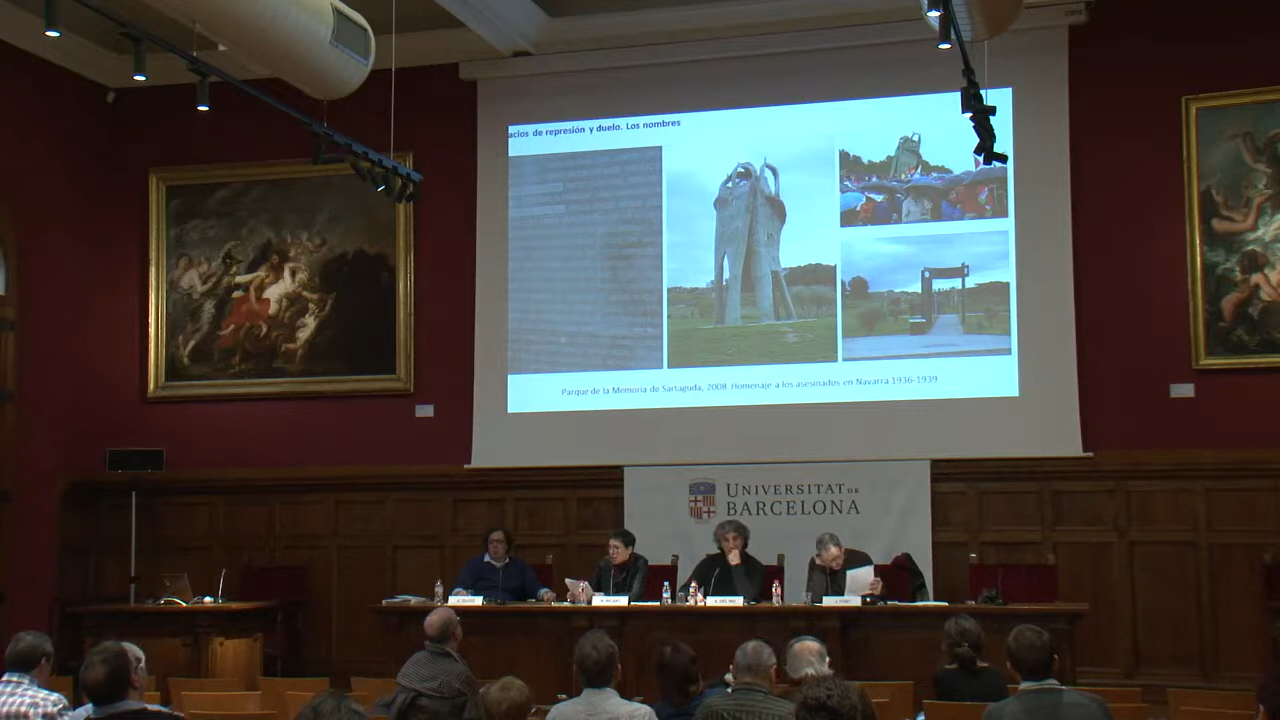 acios de represión y duelo. Los nombres
Parque de la Memoria de Sartaguda, 2008 Homenaje a los asesinados en Navarra 1936-1939
UNIVERSITAT DE
BARCELONA